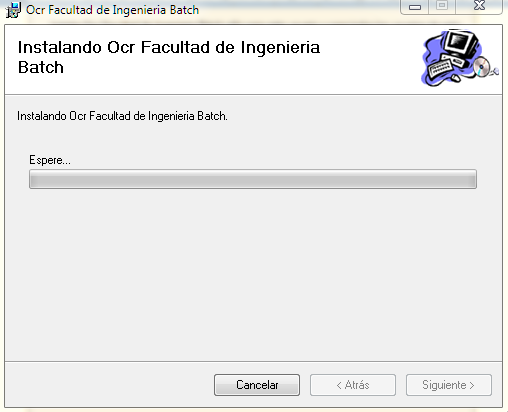 Ocr Facultad de Ingenieria Batch
Instalando Ocr Facultad de Ingenieria
Batch
Instalando Ocr Facultad de Ingenieria Batch.
Espere...
Cancelar
< Atrás
Siguiente >